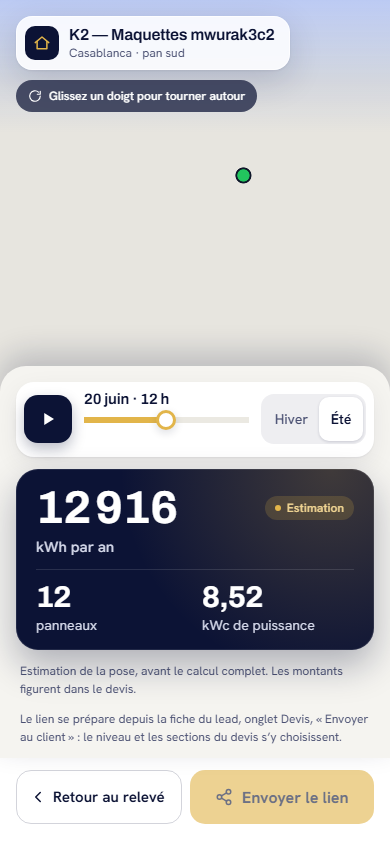 K2 — Maquettes mwurak3c2
Casablanca · pan sud
Glissez un doigt pour tourner autour
20 juin · 12 h
Hiver
Été
12 916
Estimation
kWh par an
12
8,52
panneaux
kWc de puissance
Estimation de la pose, avant le calcul complet. Les montants
figurent dans le devis.
Le lien se prépare depuis la fiche du lead, onglet Devis, « Envoyer
au client » : le niveau et les sections du devis s’y choisissent.
Retour au relevé
Envoyer le lien